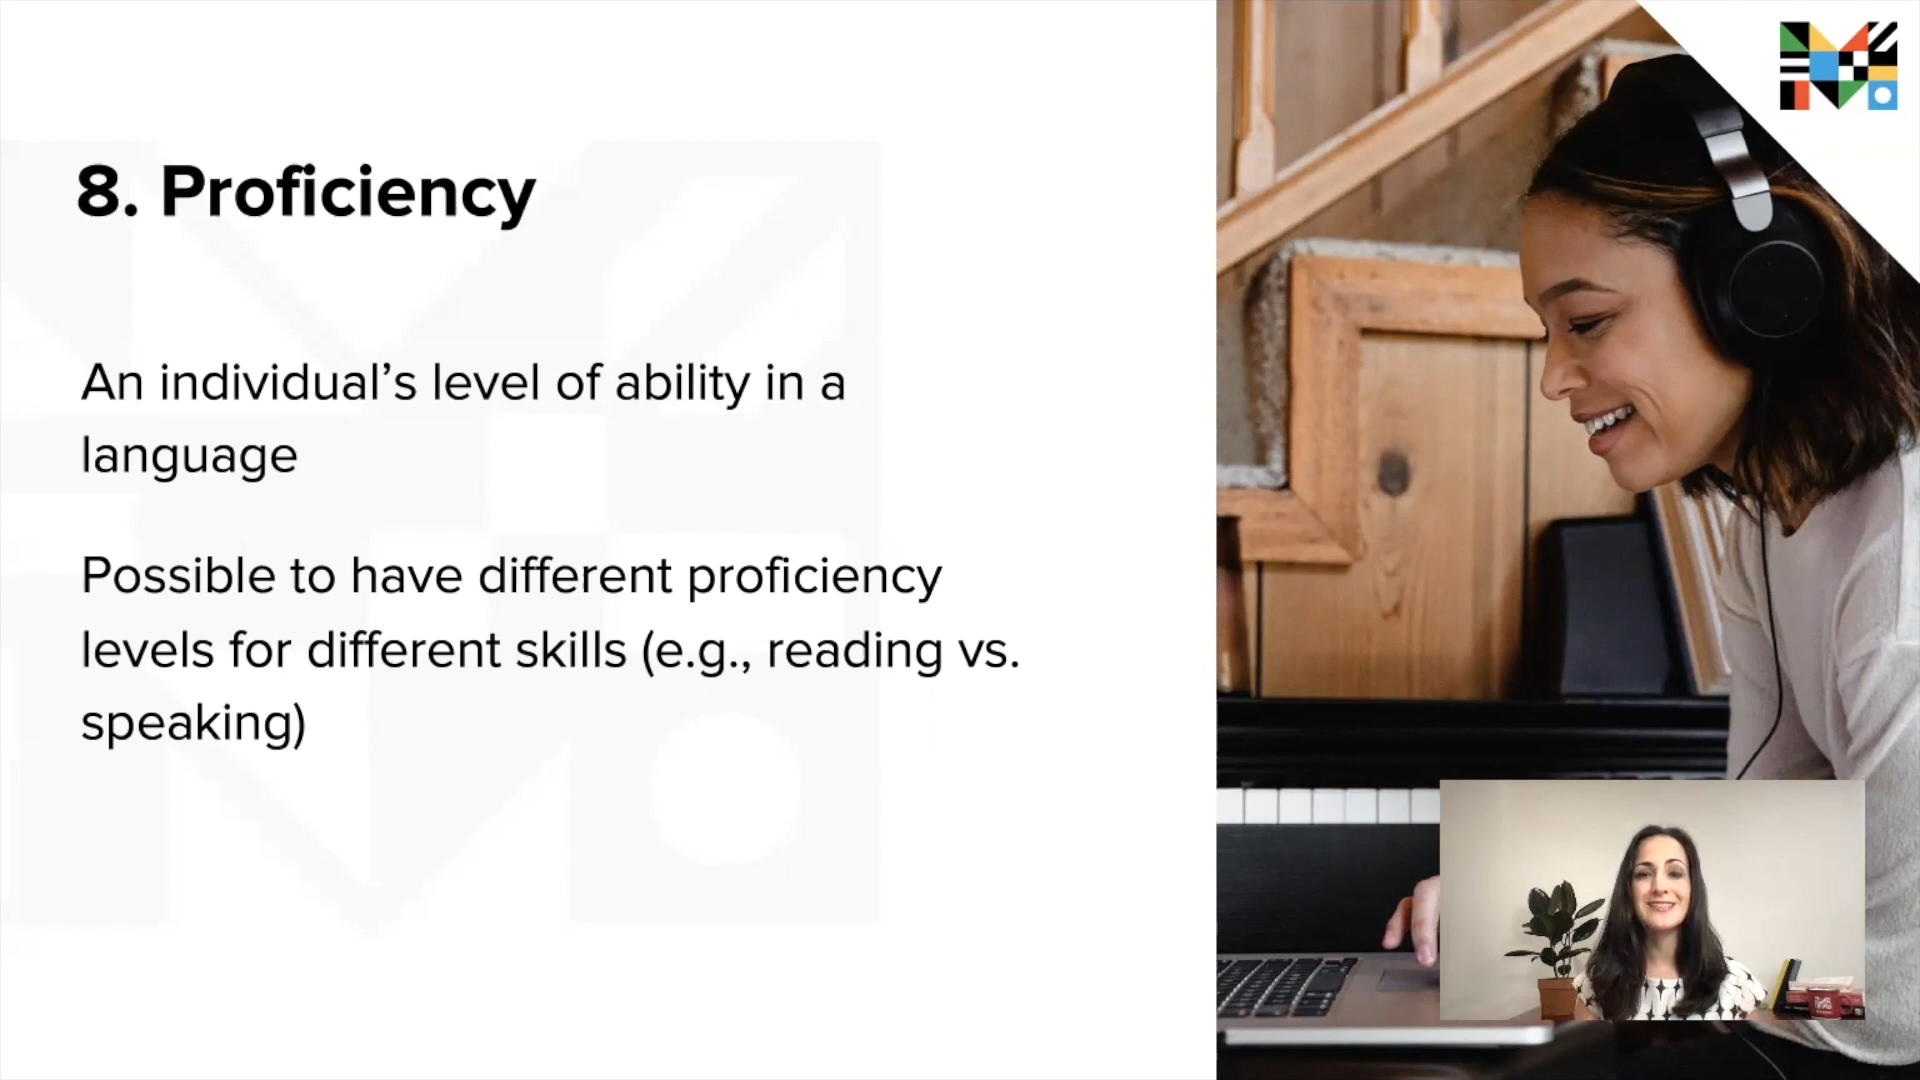 8. Proficiency
An individual’s level of ability in a
language
Possible to have different proficiency
levels for different skills (e.g., reading vs.
speaking)